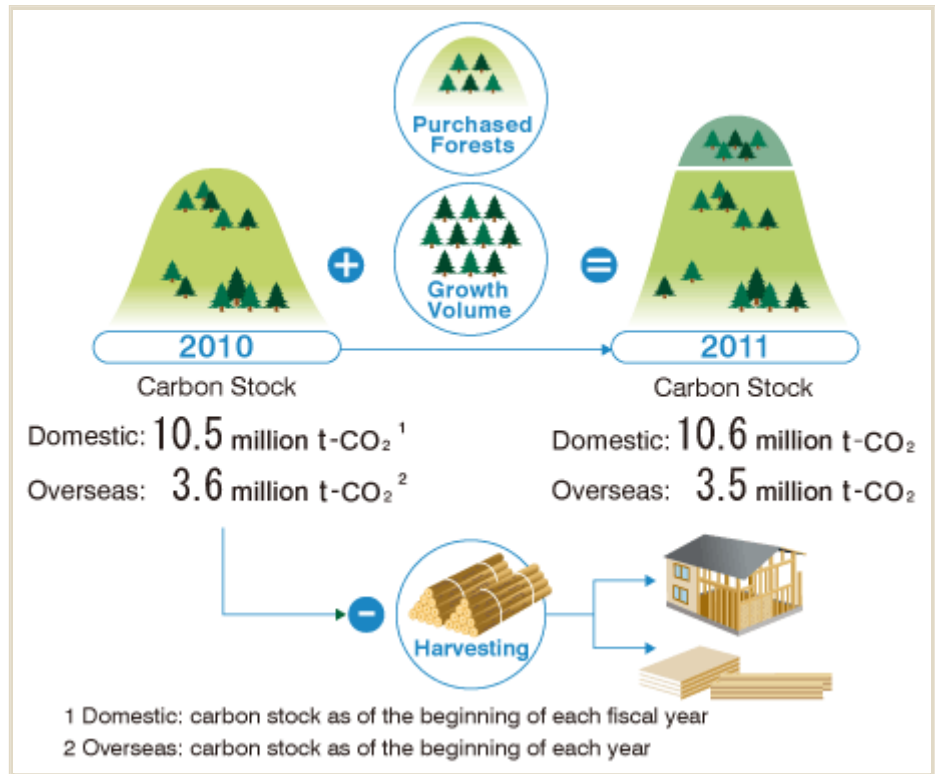 Purchased
Forests
+
Growth
Volume
=
2010
2011
Carbon Stock
Domestic: 10.5 million t-CO₂ ¹
Overseas: 3.6 million t-CO₂ ²
Carbon Stock
Domestic: 10.6 million t-CO₂
Overseas: 3.5 million t-CO₂
-
Harvesting
1 Domestic: carbon stock as of the beginning of each fiscal year
2 Overseas: carbon stock as of the beginning of each year